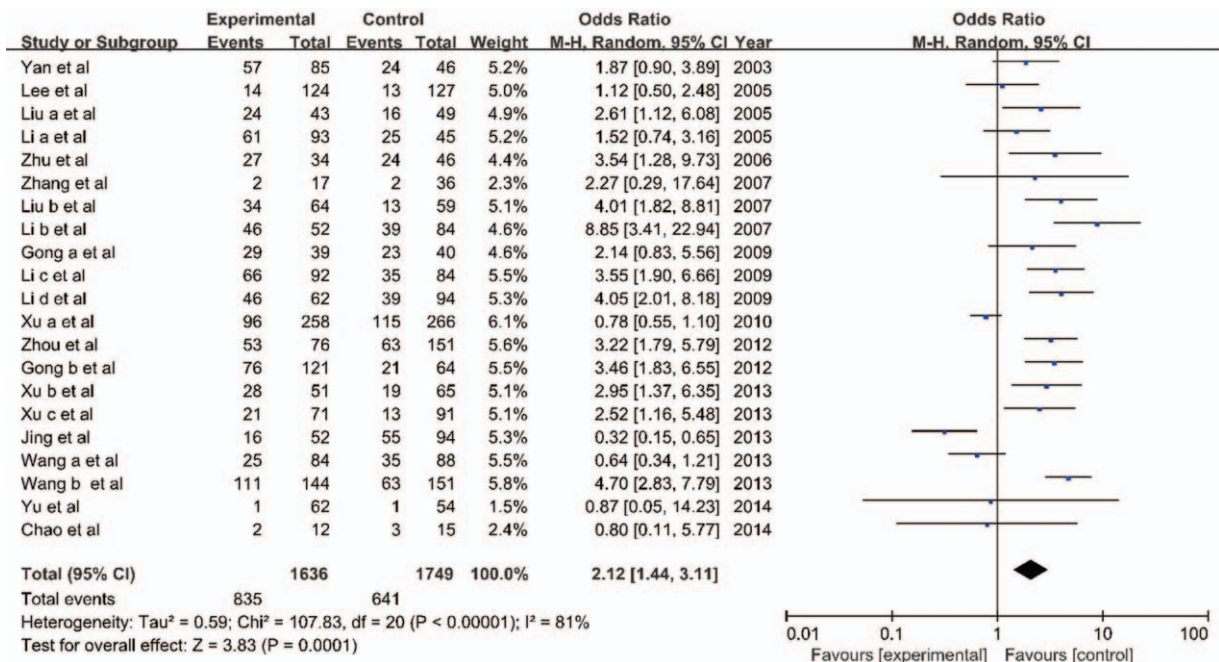 Experimental Control Odds Ratio Odds Ratio
Study or Subgroup Events Total Events Total Weight M-H, Random, 95% CI Year M-H, Random, 95% CI
Yan et al 57 85 24 46 5.2% 1.87 [0.90, 3.89] 2003
Lee et al 14 124 13 127 5.0% 1.12 [0.50, 2.48] 2005
Liu a et al 24 43 16 49 4.9% 2.61 [1.12, 6.08] 2005
Li a et al 61 93 25 45 5.2% 1.52 [0.74, 3.16] 2005
Zhu et al 27 34 24 46 4.4% 3.54 [1.28, 9.73] 2006
Zhang et al 2 17 2 36 2.3% 2.27 [0.29, 17.64] 2007
Liu b et al 34 64 13 59 5.1% 4.01 [1.82, 8.81] 2007
Li b et al 46 52 39 84 4.6% 8.85 [3.41, 22.94] 2007
Gong a et al 29 39 23 40 4.6% 2.14 [0.83, 5.56] 2009
Li c et al 66 92 35 84 5.5% 3.55 [1.90, 6.66] 2009
Li d et al 46 62 39 94 5.3% 4.05 [2.01, 8.18] 2009
Xu a et al 96 258 115 266 6.1% 0.78 [0.55, 1.10] 2010
Zhou et al 53 76 63 151 5.6% 3.22 [1.79, 5.79] 2012
Gong b et al 76 121 21 64 5.4% 3.46 [1.83, 6.55] 2012
Xu b et al 28 51 19 65 5.1% 2.95 [1.37, 6.35] 2013
Xu c et al 21 71 13 91 5.1% 2.52 [1.16, 5.48] 2013
Jing et al 16 52 55 94 5.3% 0.32 [0.15, 0.65] 2013
Wang a et al 25 84 35 88 5.5% 0.64 [0.34, 1.21] 2013
Wang b et al 111 144 63 151 5.8% 4.70 [2.83, 7.79] 2013
Yu et al 1 62 1 54 1.5% 0.87 [0.05, 14.23] 2014
Chao et al 2 12 3 15 2.4% 0.80 [0.11, 5.77] 2014
Total (95% CI) 1636 1749 100.0% 2.12 [1.44, 3.11]
Total events 835 641
Heterogeneity: Tau² = 0.59; Chi² = 107.83, df = 20 (P < 0.00001); I² = 81%
Test for overall effect: Z = 3.83 (P = 0.0001)
0.01 0.1 1 10 100
Favours [experimental] Favours [control]